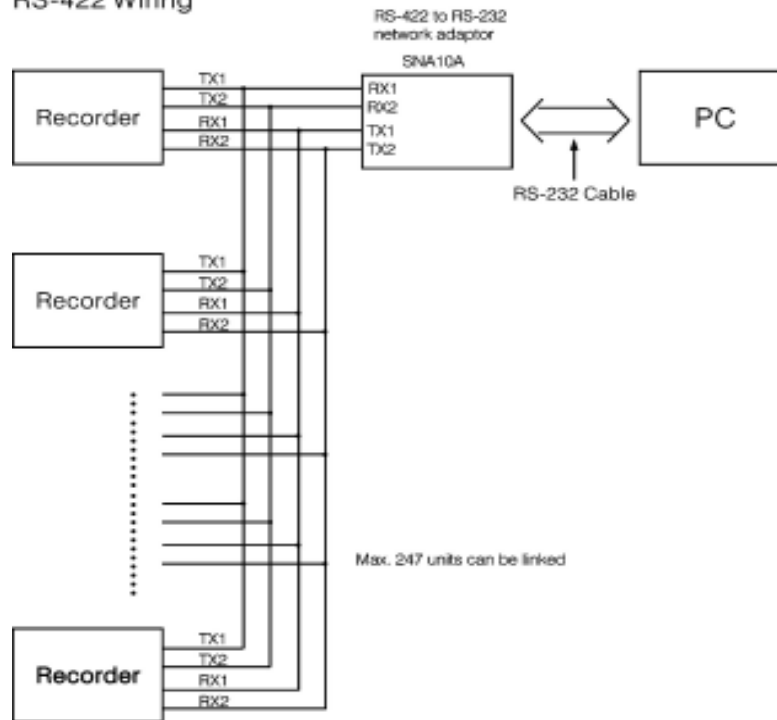 RS-422 Wiring
RS-422 to RS-232
network adaptor
SNA10A
Recorder
TX1
TX2
RX1
RX2
RX1
RX2
TX1
TX2
PC
RS-232 Cable
Recorder
TX1
TX2
RX1
RX2
Max. 247 units can be linked
Recorder
TX1
TX2
RX1
RX2